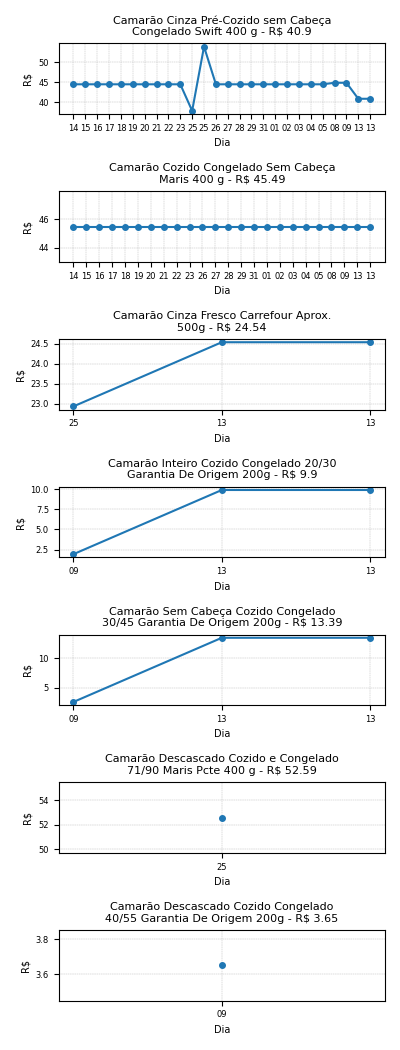 Camarão Cinza Pré-Cozido sem Cabeça
Congelado Swift 400 g - R$ 40.9
R$
50
45
40
14 15 16 17 18 19 20 21 22 23 24 25 26 27 28 29 31 01 02 03 04 05 08 09 13 13
Dia
Camarão Cozido Congelado Sem Cabeça
Maris 400 g - R$ 45.49
R$
46
44
14 15 16 17 18 19 20 21 22 23 26 27 28 29 31 01 02 03 04 05 08 09 13 13
Dia
Camarão Cinza Fresco Carrefour Aprox.
500g - R$ 24.54
R$
24.5
24.0
23.5
23.0
25 13 13
Dia
Camarão Inteiro Cozido Congelado 20/30
Garantia De Origem 200g - R$ 9.9
R$
10.0
7.5
5.0
2.5
09 13 13
Dia
Camarão Sem Cabeça Cozido Congelado
30/45 Garantia De Origem 200g - R$ 13.39
R$
10
5
09 13 13
Dia
Camarão Descascado Cozido e Congelado
71/90 Maris Pcte 400 g - R$ 52.59
R$
54
52
50
25
Dia
Camarão Descascado Cozido Congelado
40/55 Garantia De Origem 200g - R$ 3.65
R$
3.8
3.6
09
Dia